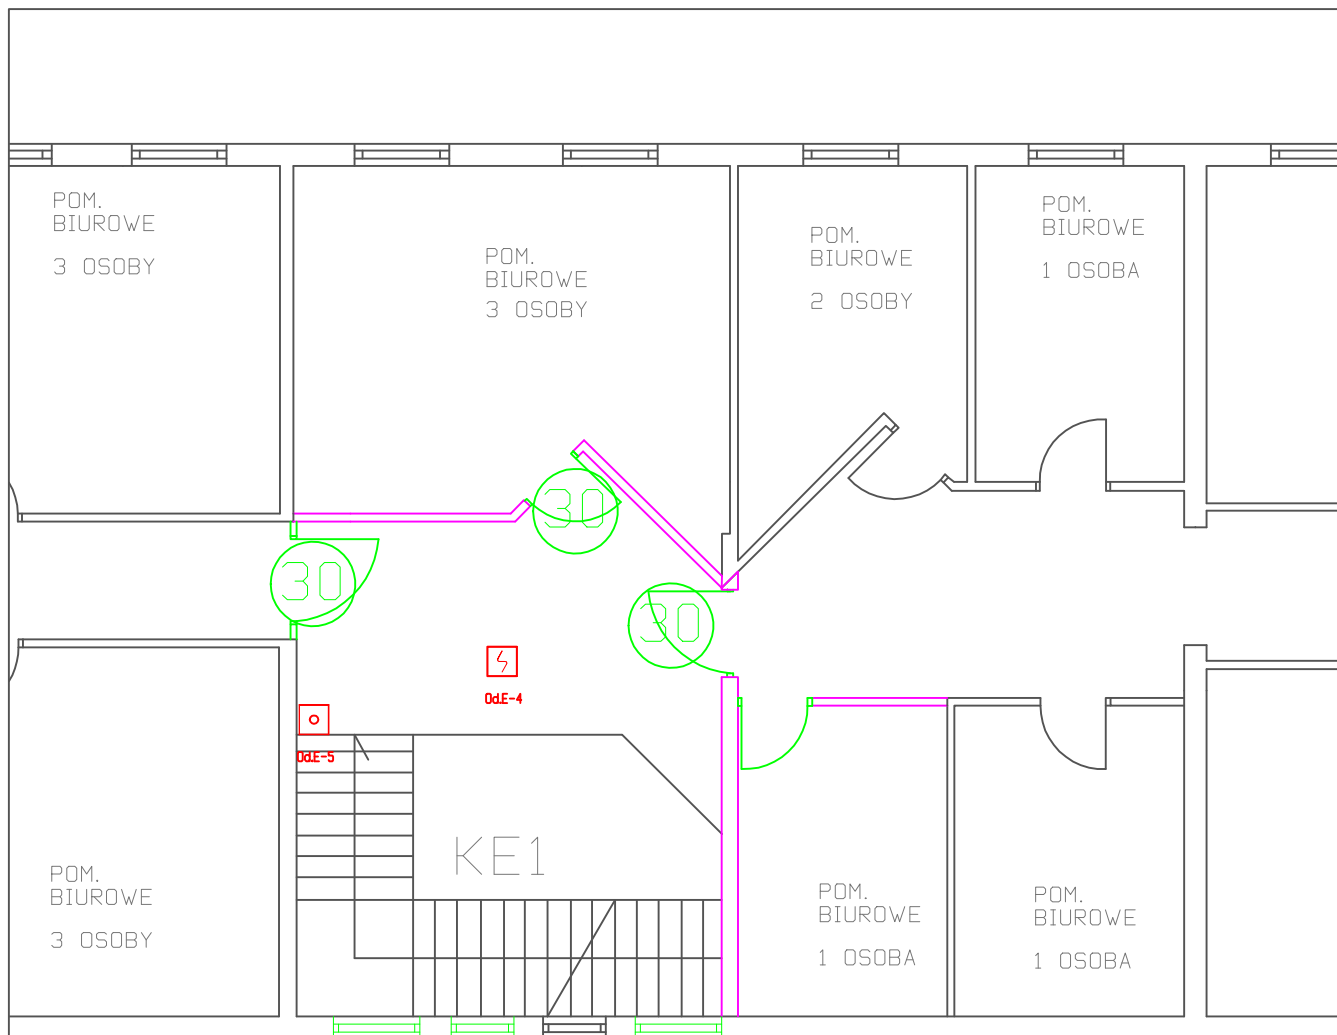 POM.
BIUROWE
3 OSOBY
POM.
BIUROWE
3 OSOBY
POM.
BIUROWE
2 OSOBY
POM.
BIUROWE
1 OSOBA
30
30
30
Od.E-4
Od.E-5
KE1
POM.
BIUROWE
3 OSOBY
POM.
BIUROWE
1 OSOBA
POM.
BIUROWE
1 OSOBA